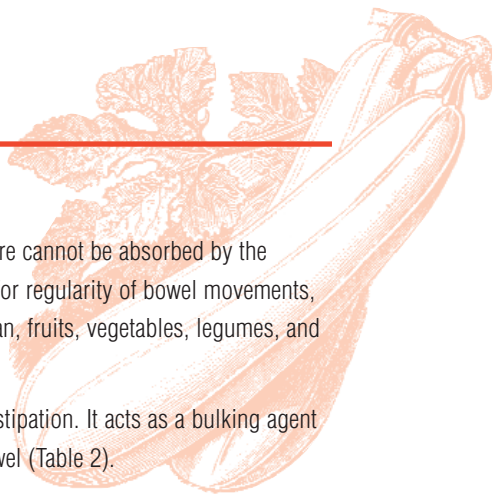 re cannot be absorbed by the
or regularity of bowel movements,
an, fruits, vegetables, legumes, and
stipation. It acts as a bulking agent
wel (Table 2).